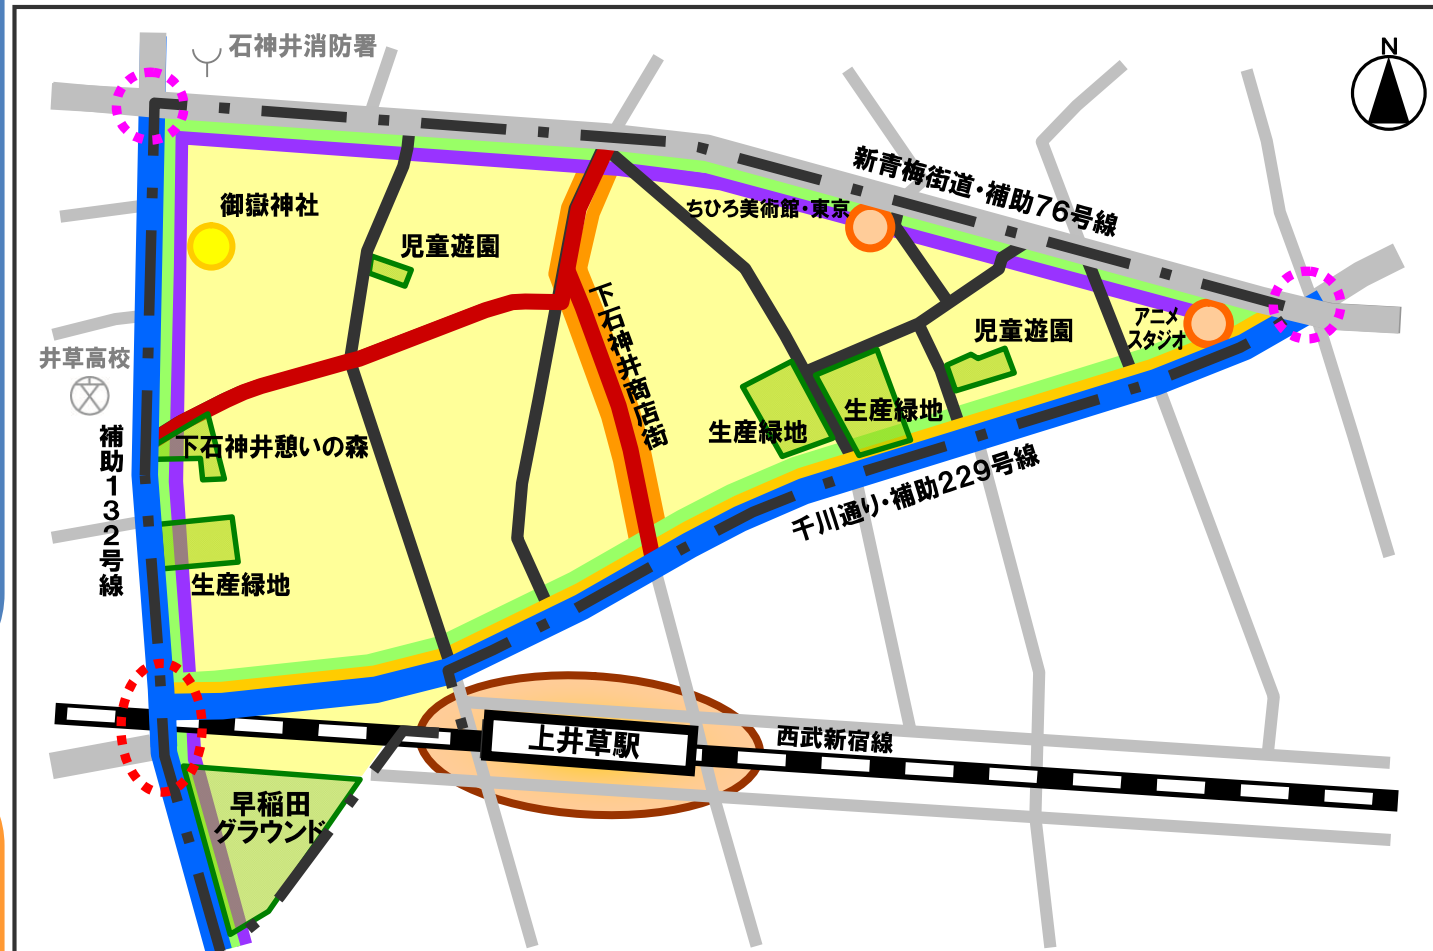 石神井消防署
N
新青梅街道・補助76号線
御嶽神社
ちひろ美術館・東京
児童遊園
下石神井商店街
アニメ
スタジオ
児童遊園
井草高校
文
生産緑地
生産緑地
下石神井憩いの森
補助132号線
千川通り・補助229号線
生産緑地
上井草駅
西武新宿線
早稲田
グラウンド